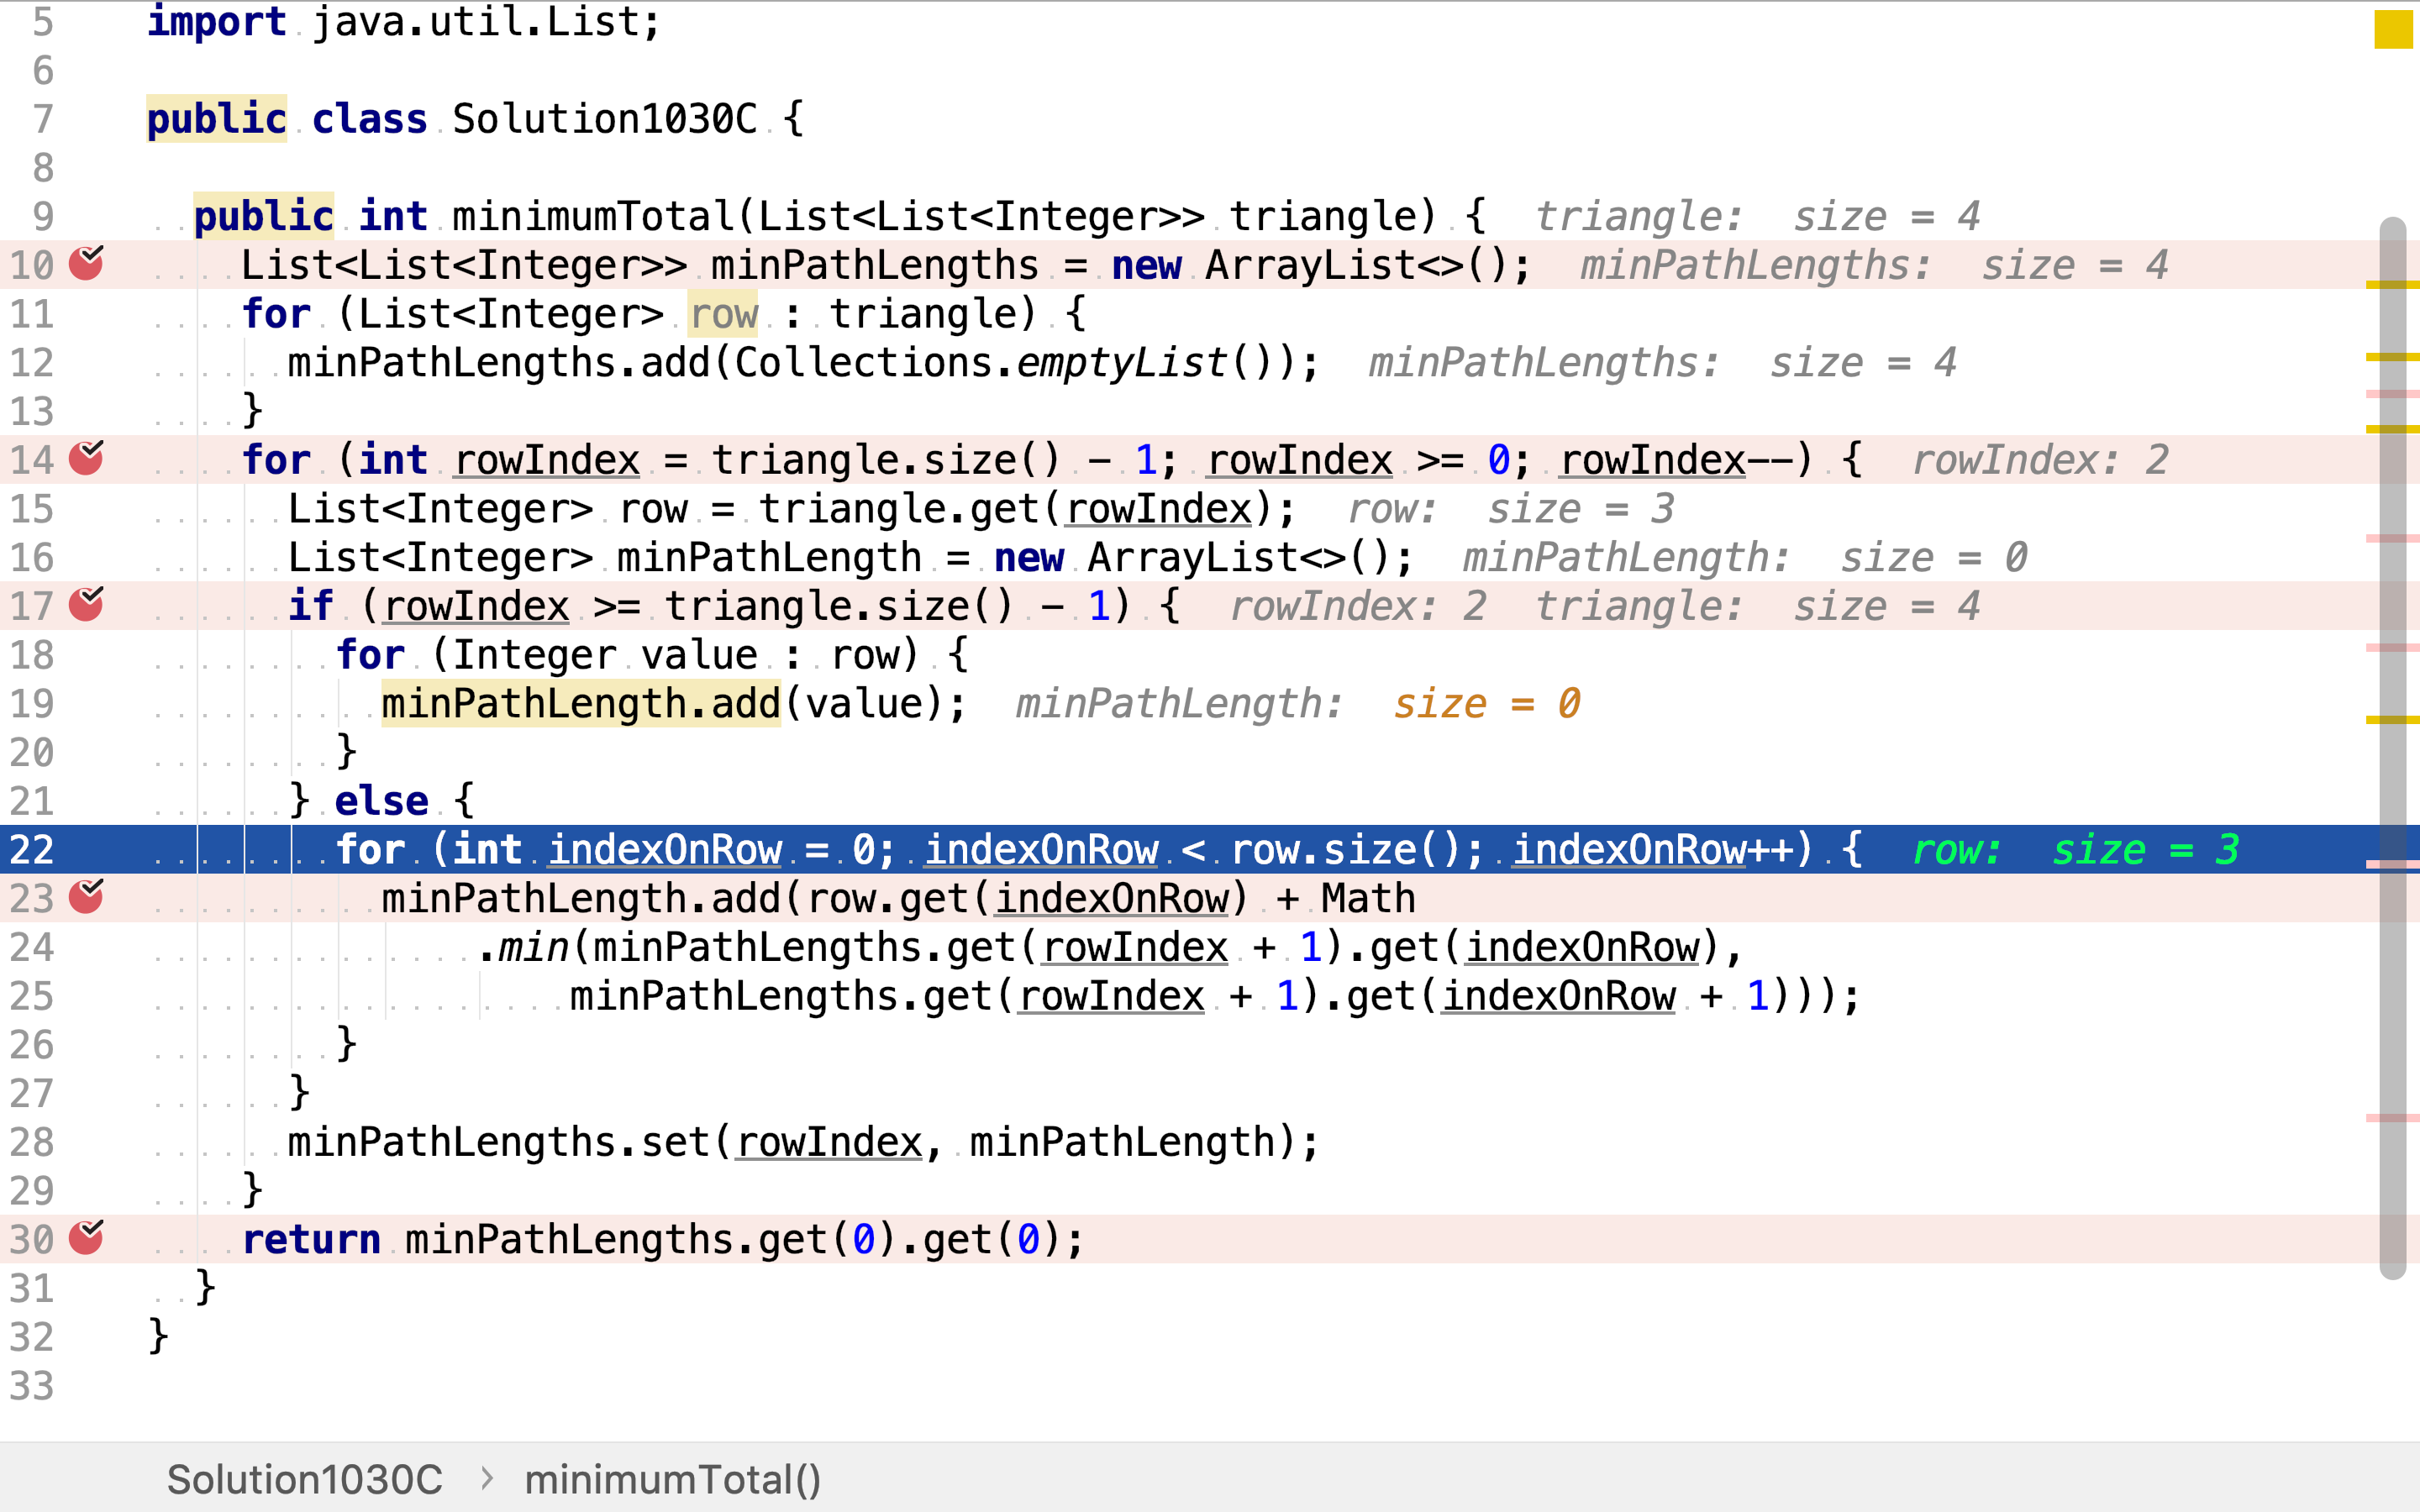 5 import java.util.List;
6
7 public class Solution1030C {
8
9 public int minimumTotal(List<List<Integer>> triangle) { triangle: size = 4
10 List<List<Integer>> minPathLengths = new ArrayList<>(); minPathLengths: size = 4
11 for (List<Integer> row : triangle) {
12 minPathLengths.add(Collections.emptyList()); minPathLengths: size = 4
13 }
14 for (int rowIndex = triangle.size() - 1; rowIndex >= 0; rowIndex--) { rowIndex: 2
15 List<Integer> row = triangle.get(rowIndex); row: size = 3
16 List<Integer> minPathLength = new ArrayList<>(); minPathLength: size = 0
17 if (rowIndex >= triangle.size() - 1) { rowIndex: 2 triangle: size = 4
18 for (Integer value : row) {
19 minPathLength.add(value); minPathLength: size = 0
20 }
21 } else {
22 for (int indexOnRow = 0; indexOnRow < row.size(); indexOnRow++) { row: size = 3
23 minPathLength.add(row.get(indexOnRow) + Math
24 .min(minPathLengths.get(rowIndex + 1).get(indexOnRow),
25 minPathLengths.get(rowIndex + 1).get(indexOnRow + 1)));
26 }
27 }
28 minPathLengths.set(rowIndex, minPathLength);
29 }
30 return minPathLengths.get(0).get(0);
31 }
32 }
33
Solution1030C > minimumTotal()